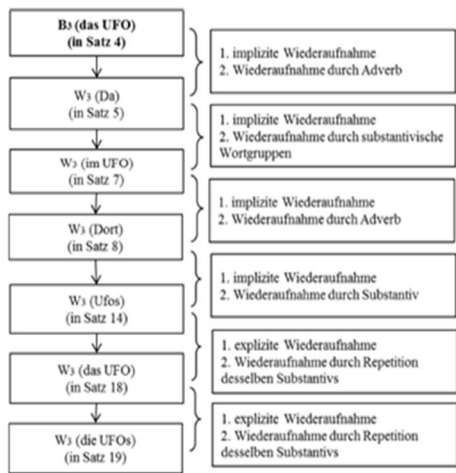 B3 (das UFO)
(in Satz 4)
1. implizite Wiederaufnahme
2. Wiederaufnahme durch Adverb
W3 (Da)
(in Satz 5)
1. implizite Wiederaufnahme
2. Wiederaufnahme durch substantivische
Wortgruppen
W3 (im UFO)
(in Satz 7)
1. implizite Wiederaufnahme
2. Wiederaufnahme durch Adverb
W3 (Dort)
(in Satz 8)
1. implizite Wiederaufnahme
2. Wiederaufnahme durch Substantiv
W3 (Ufos)
(in Satz 14)
1. explizite Wiederaufnahme
2. Wiederaufnahme durch Repetition
desselben Substantivs
W3 (das UFO)
(in Satz 18)
1. explizite Wiederaufnahme
2. Wiederaufnahme durch Repetition
desselben Substantivs
W3 (die UFOs)
(in Satz 19)